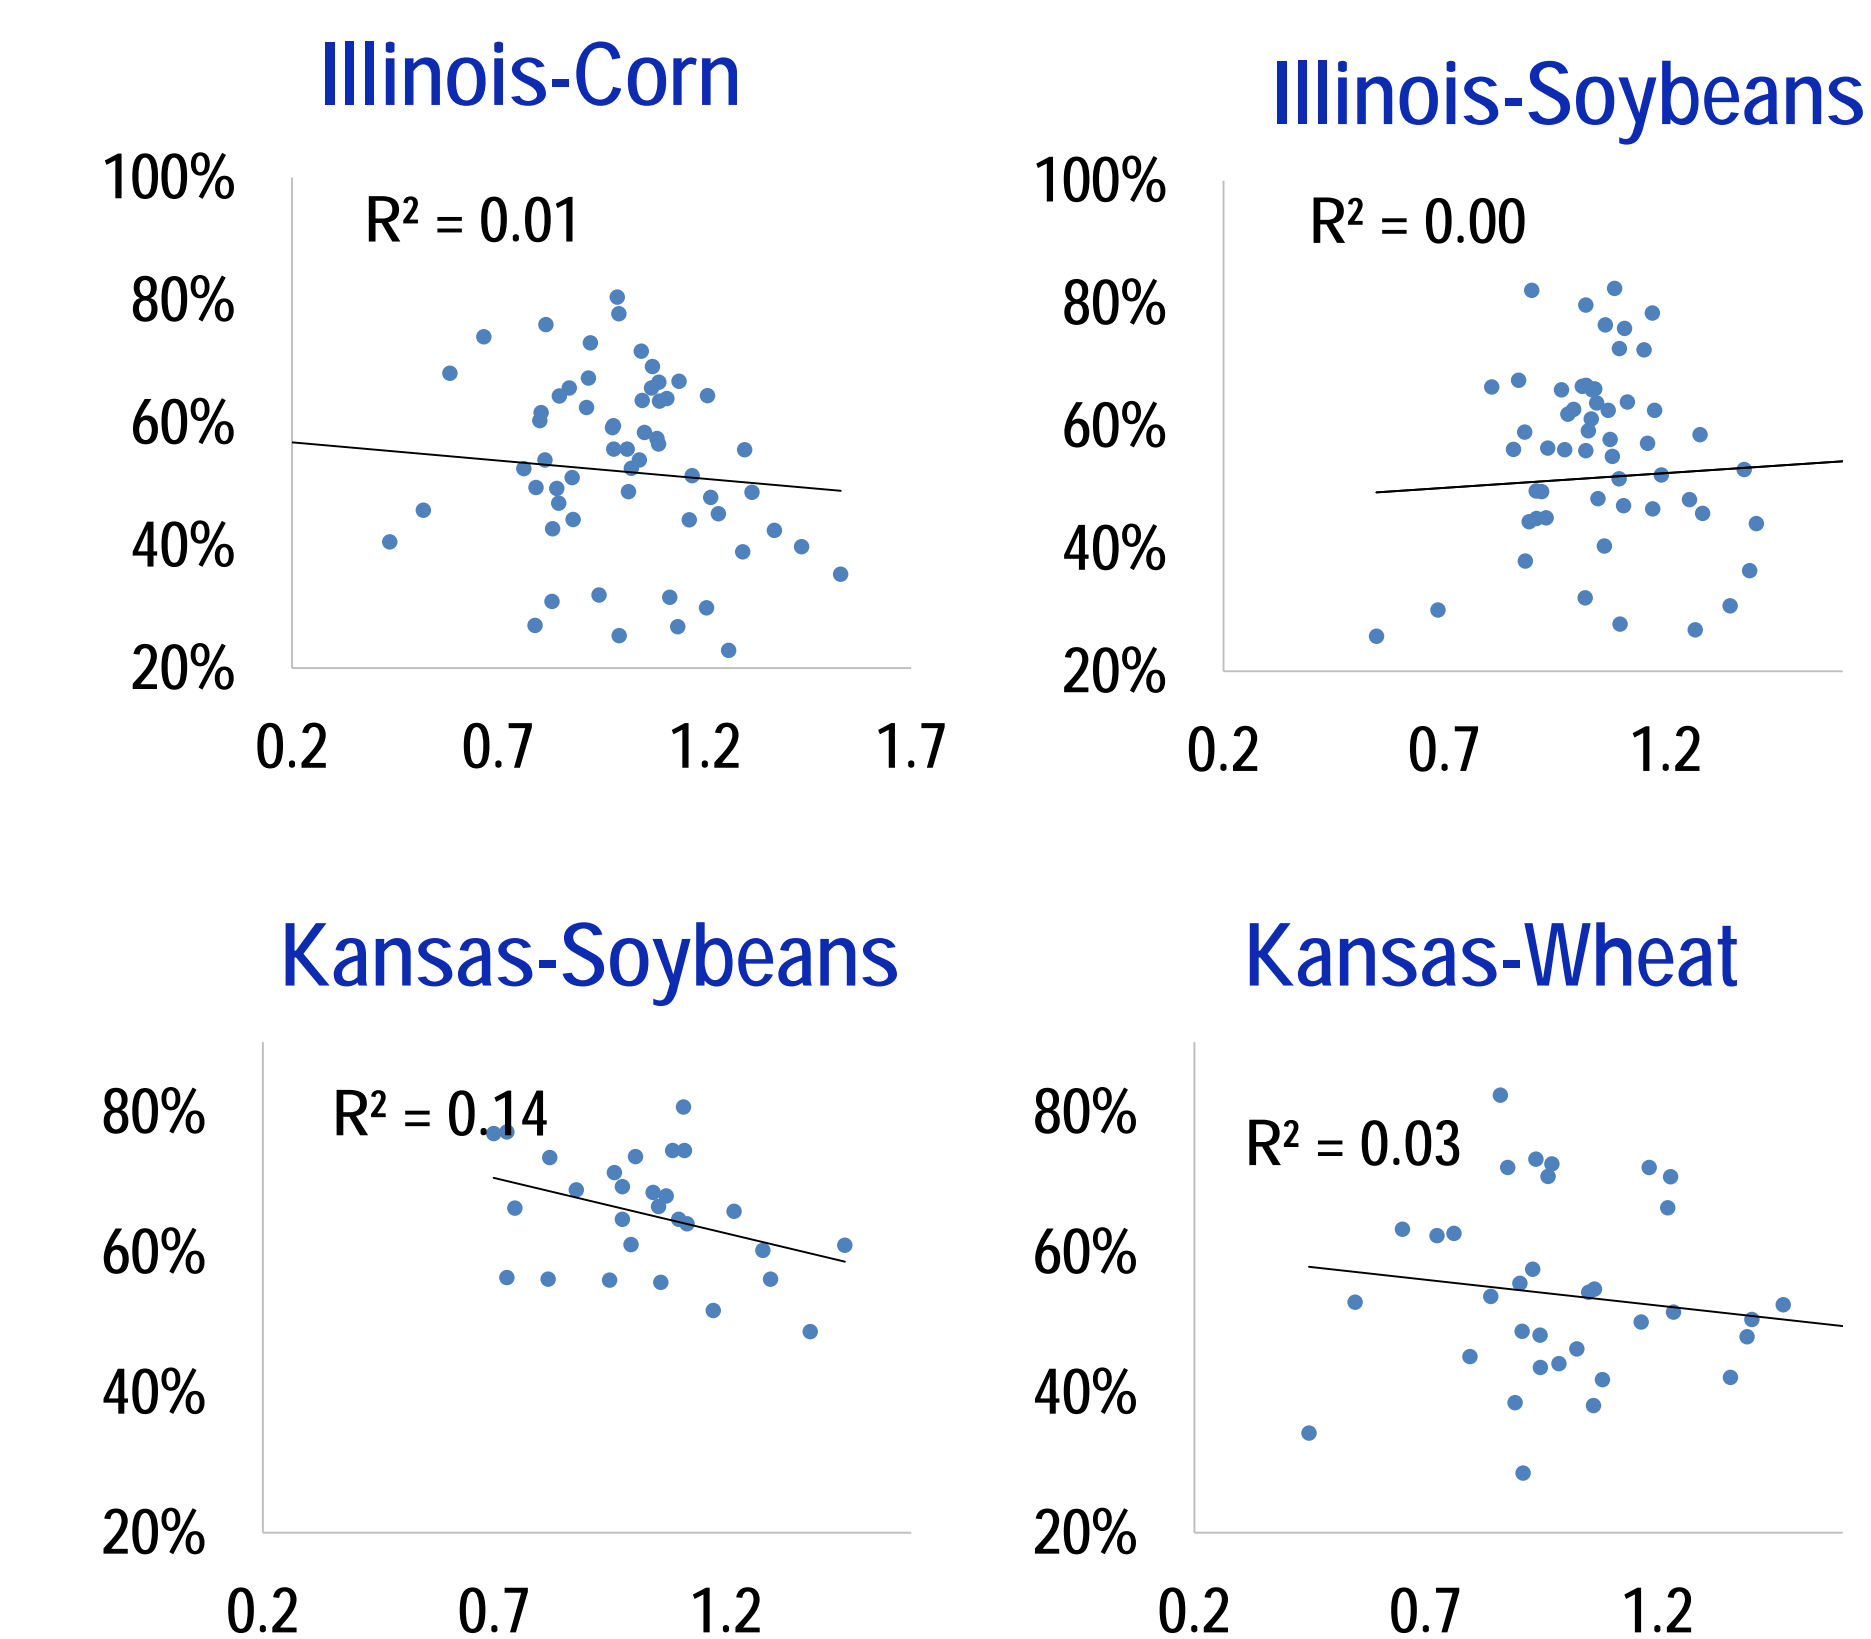 Illinois-Corn
100%
R² = 0.01
80%
60%
40%
20%
0.2 0.7 1.2 1.7
Illinois-Soybeans
100%
R² = 0.00
80%
60%
40%
20%
0.2 0.7 1.2
Kansas-Soybeans
80%
R² = 0.14
60%
40%
20%
0.2 0.7 1.2
Kansas-Wheat
80%
R² = 0.03
60%
40%
20%
0.2 0.7 1.2